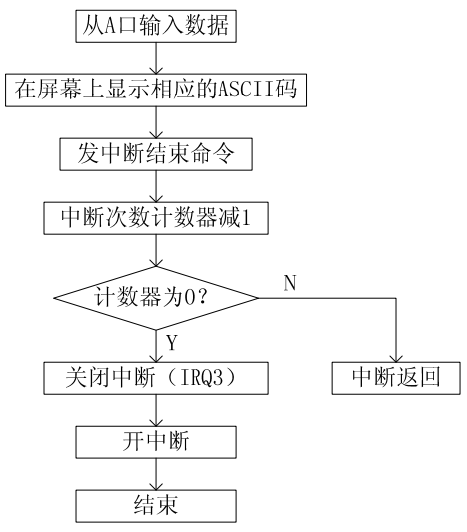 从A口输入数据
在屏幕上显示相应的ASCII码
发中断结束命令
中断次数计数器减1
计数器为0?
N
Y
关闭中断（IRQ3）
中断返回
开中断
结束